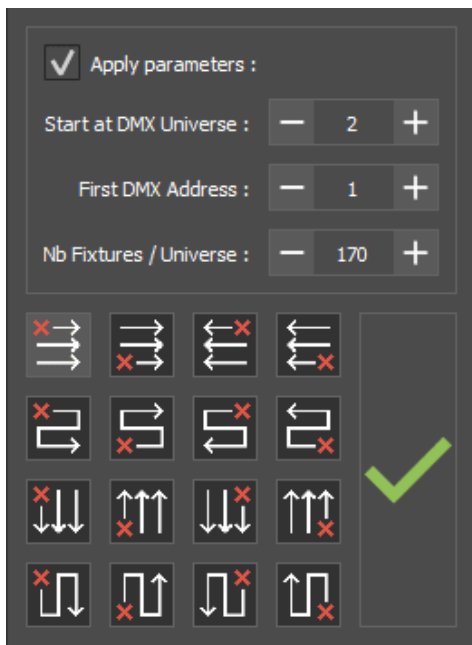 Apply parameters :
Start at DMX Universe : 2
First DMX Address : 1
Nb Fixtures / Universe : 170